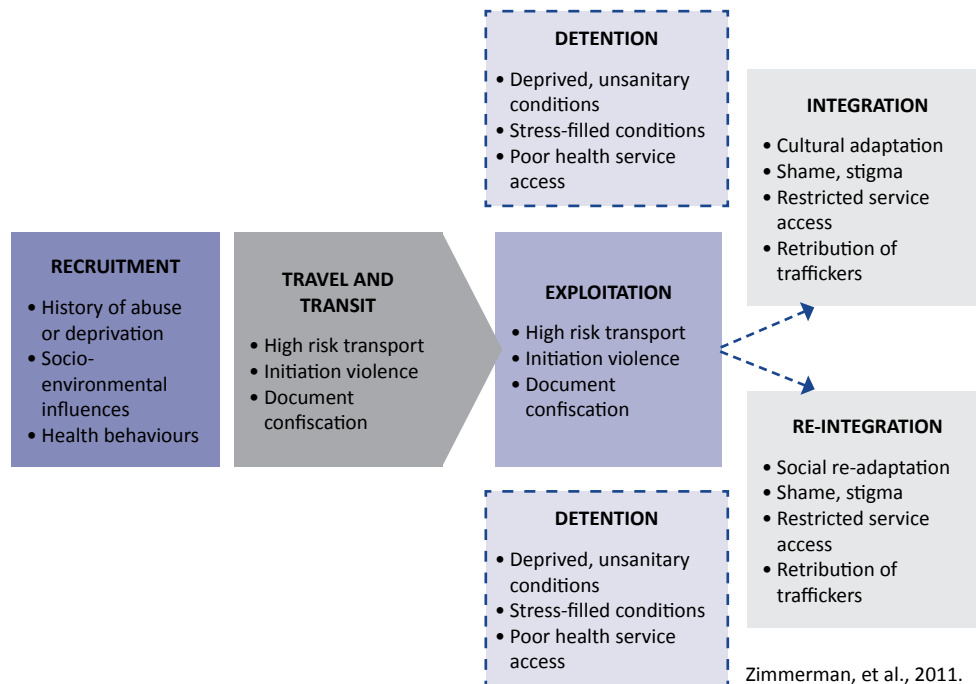 DETENTION
• Deprived, unsanitary
conditions
• Stress-filled conditions
• Poor health service
access
INTEGRATION
• Cultural adaptation
• Shame, stigma
• Restricted service
access
• Retribution of
traffickers
RECRUITMENT
• History of abuse
or deprivation
• Socio-
environmental
influences
• Health behaviours
TRAVEL AND
TRANSIT
• High risk transport
• Initiation violence
• Document
confiscation
EXPLOITATION
• High risk transport
• Initiation violence
• Document
confiscation
RE-INTEGRATION
• Social re-adaptation
• Shame, stigma
• Restricted service
access
• Retribution of
traffickers
DETENTION
• Deprived, unsanitary
conditions
• Stress-filled conditions
• Poor health service
access
Zimmerman, et al., 2011.